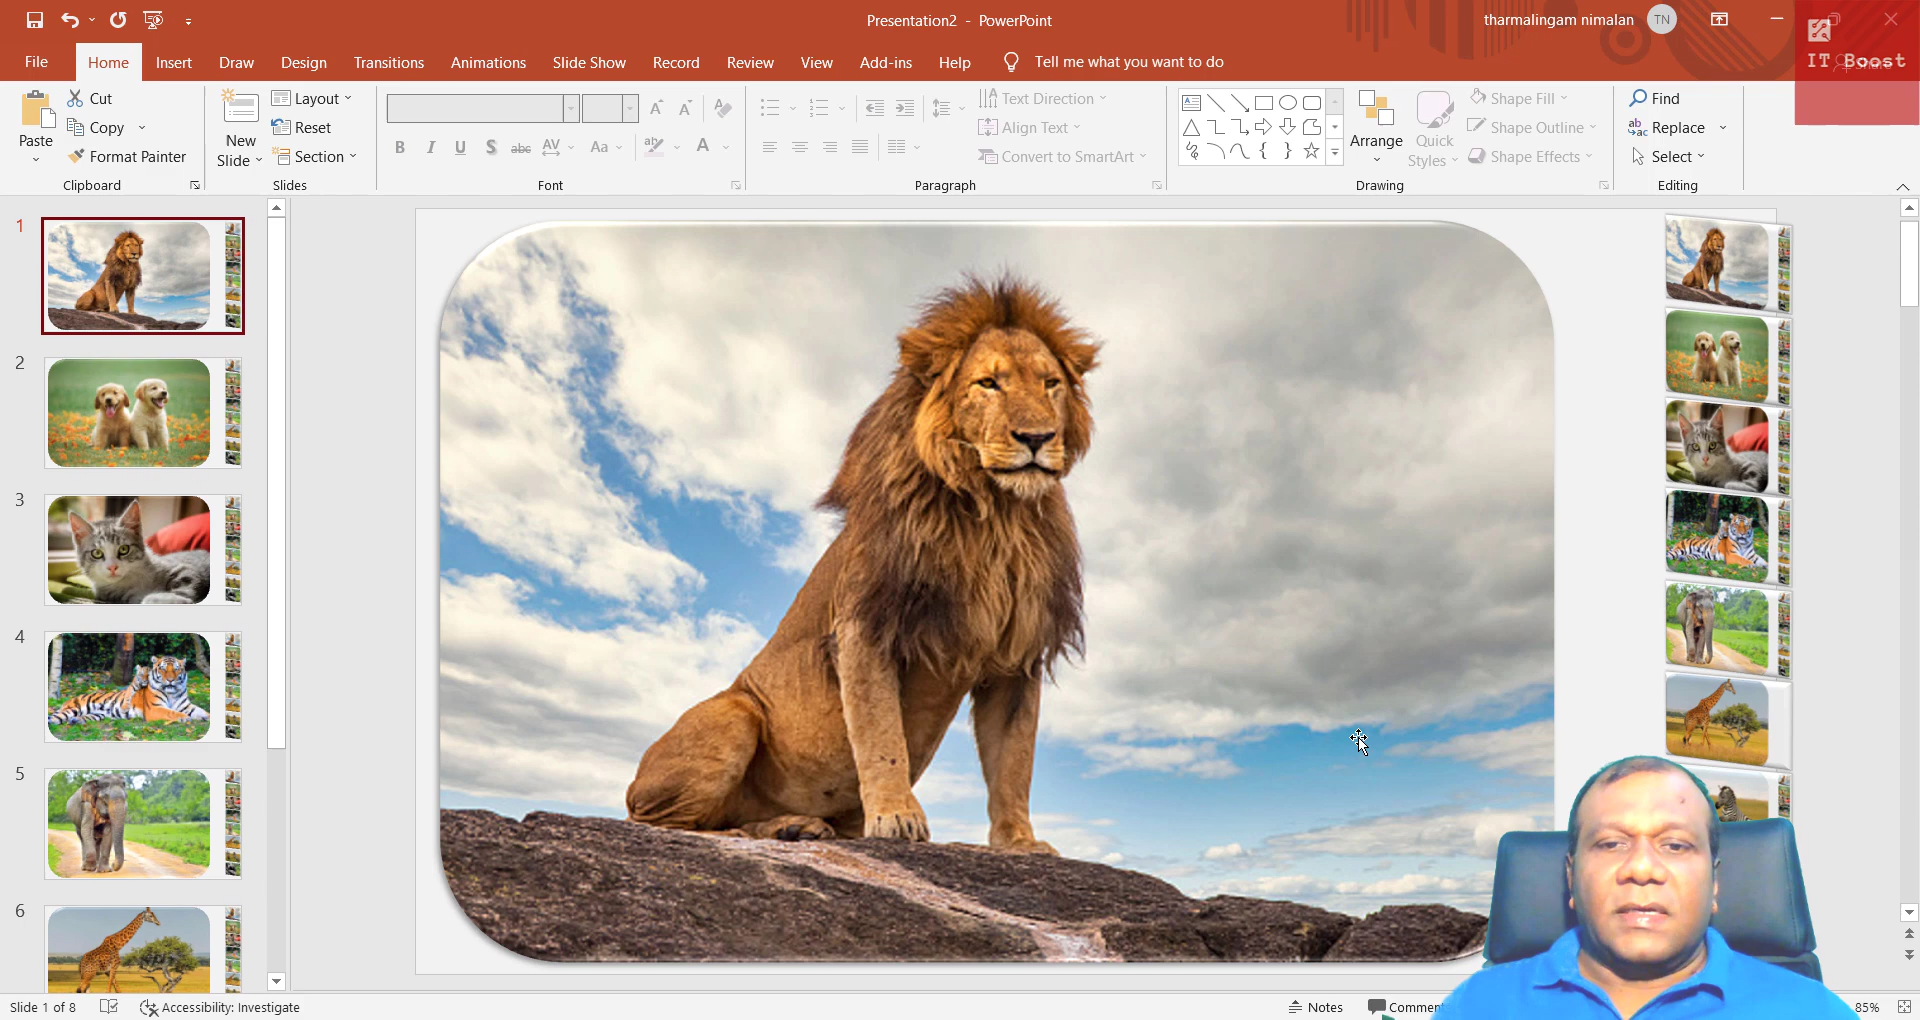 Presentation2 - PowerPoint
tharmalingam nimalan
TN
IT Boost
File
Home
Insert
Draw
Design
Transitions
Animations
Slide Show
Record
Review
View
Add-ins
Help
Tell me what you want to do
Paste
Cut
Copy
Format Painter
Clipboard
New
Slide
Layout
Reset
Section
Slides
B I U S abc AV Aa A
Font
Text Direction
Align Text
Convert to SmartArt
Paragraph
Arrange
Quick
Styles
Shape Fill
Shape Outline
Shape Effects
Drawing
Find
Replace
Select
Editing
1
2
3
4
5
6
Slide 1 of 8
Accessibility: Investigate
Notes
85%